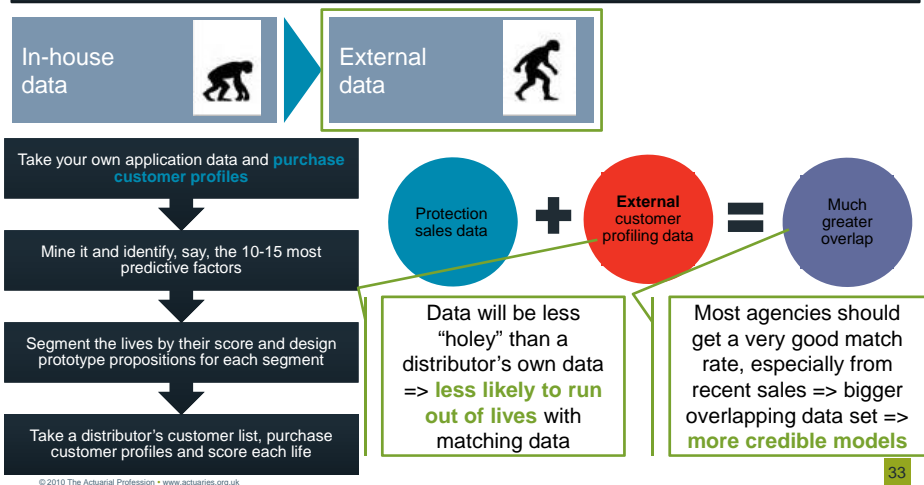 In-house
data
External
data
Take your own application data and purchase
customer profiles
Mine it and identify, say, the 10-15 most
predictive factors
Segment the lives by their score and design
prototype propositions for each segment
Take a distributor's customer list, purchase
customer profiles and score each life
Protection
sales data
+
External
customer
profiling data
=
Much
greater
overlap
Data will be less
“holey” than a
distributor's own data
=> less likely to run
out of lives with
matching data
Most agencies should
get a very good match
rate, especially from
recent sales => bigger
overlapping data set =>
more credible models
© 2010 The Actuarial Profession • www.actuaries.org.uk
33